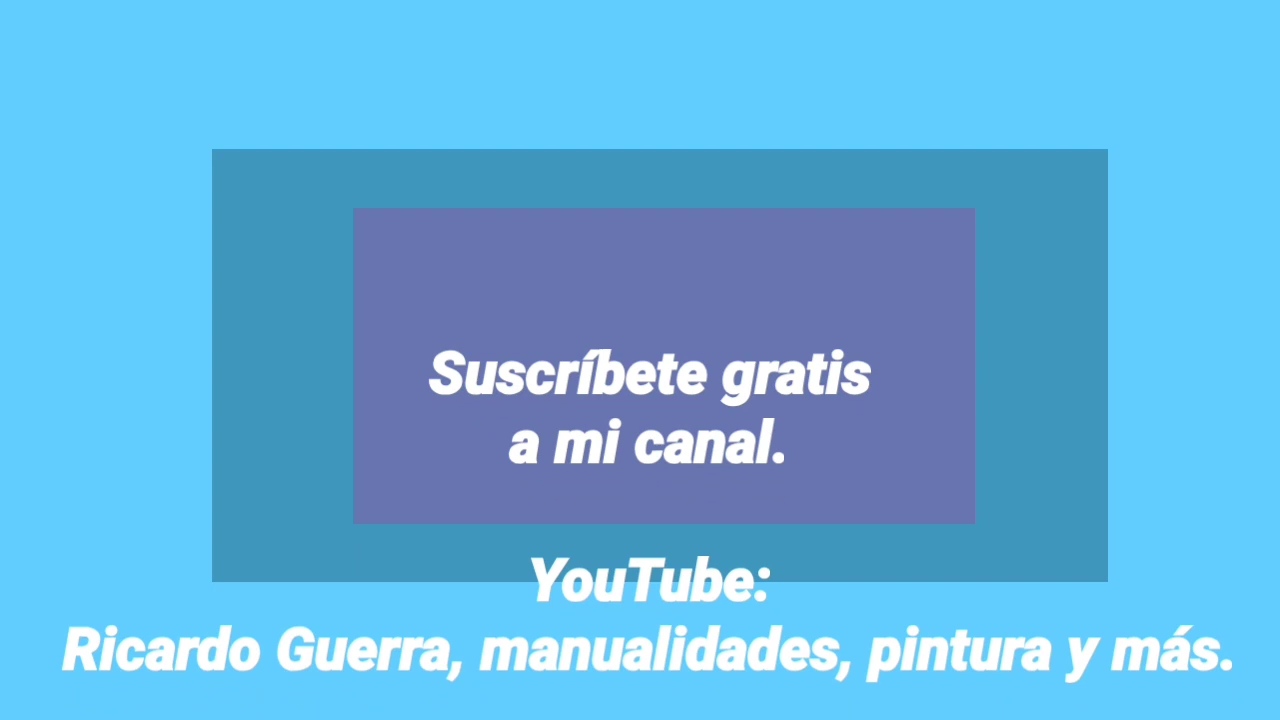 Suscríbete gratis
a mi canal.
YouTube:
Ricardo Guerra, manualidades, pintura y más.